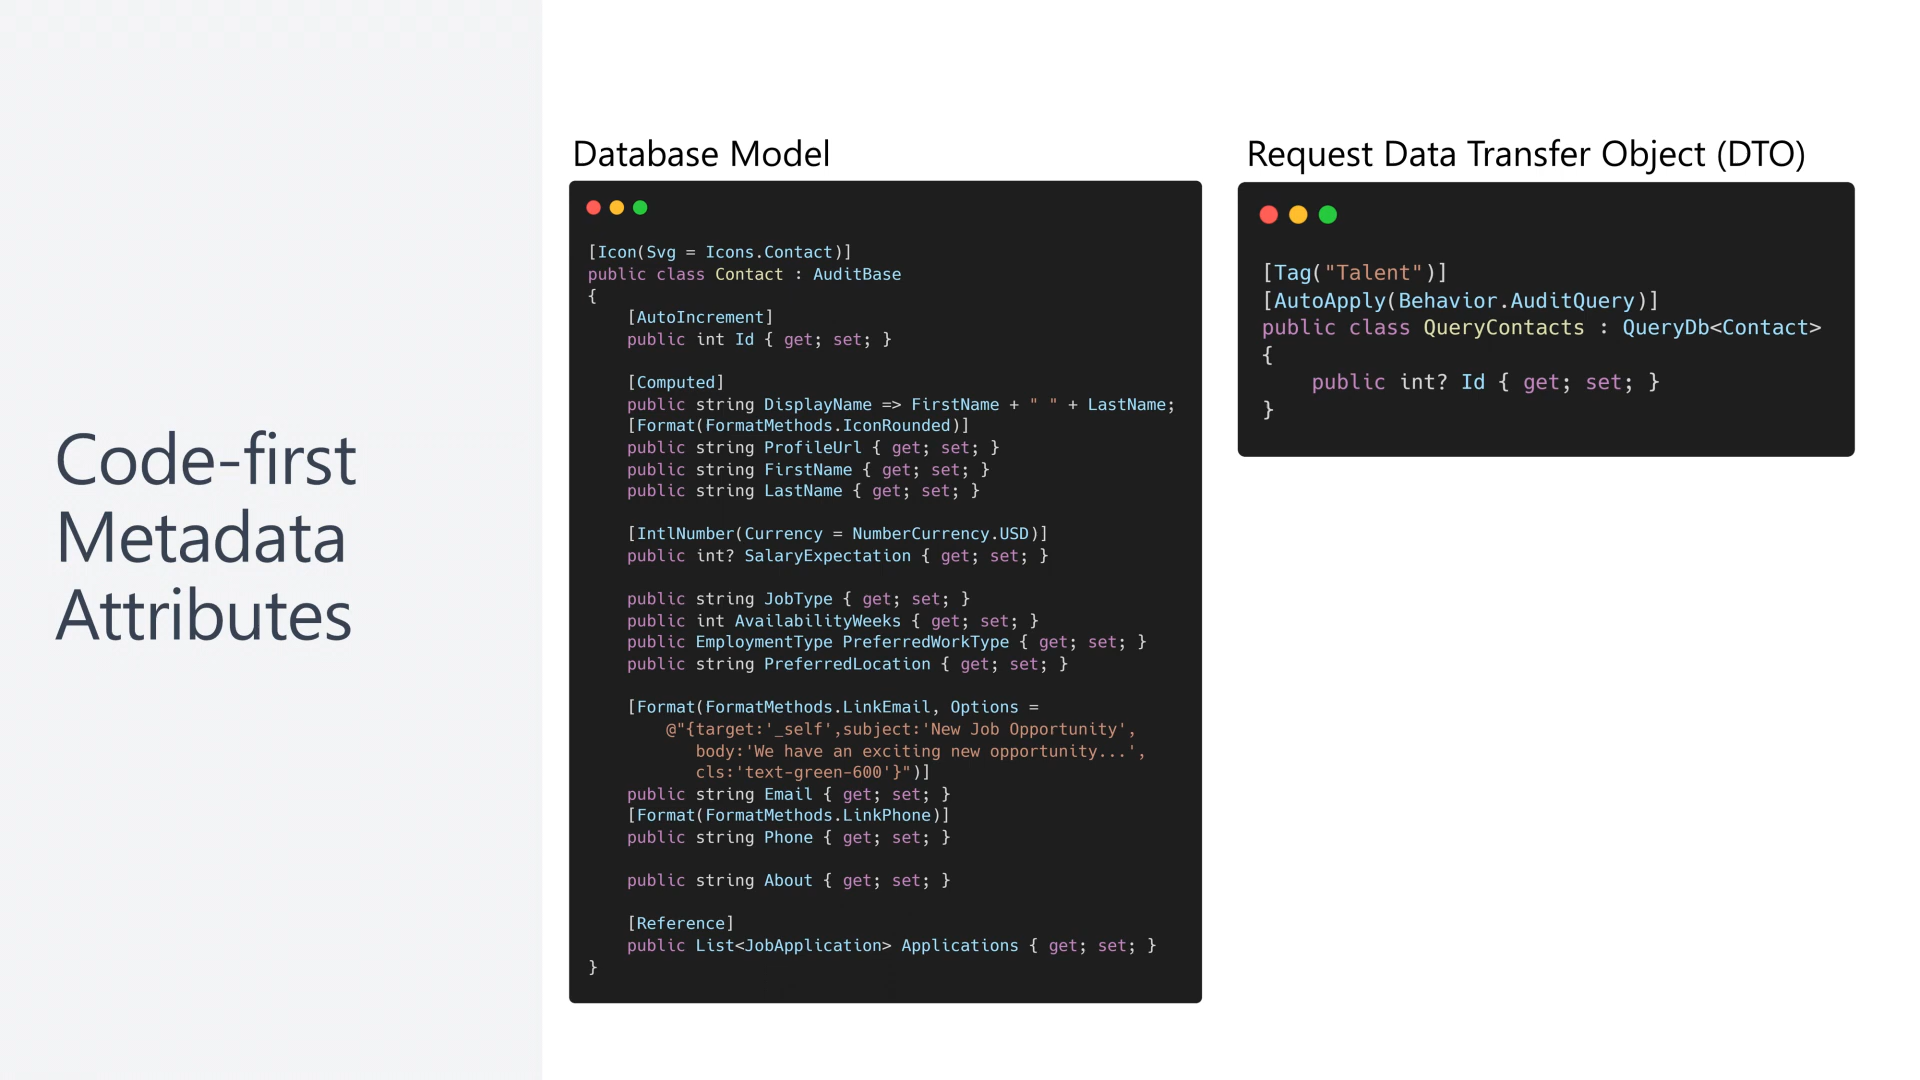 Code-first
Metadata
Attributes
Database Model
[Icon(Svg = Icons.Contact)]
public class Contact : AuditBase
{
    [AutoIncrement]
    public int Id { get; set; }

    [Computed]
    public string DisplayName => FirstName + " " + LastName;
    [Format(FormatMethods.IconRounded)]
    public string ProfileUrl { get; set; }
    public string FirstName { get; set; }
    public string LastName { get; set; }

    [IntlNumber(Currency = NumberCurrency.USD)]
    public int? SalaryExpectation { get; set; }

    public string JobType { get; set; }
    public int AvailabilityWeeks { get; set; }
    public EmploymentType PreferredWorkType { get; set; }
    public string PreferredLocation { get; set; }

    [Format(FormatMethods.LinkEmail, Options =
        @"{target:'_self',subject:'New Job Opportunity',
           body:'We have an exciting new opportunity...',
           cls:'text-green-600'}")]
    public string Email { get; set; }
    [Format(FormatMethods.LinkPhone)]
    public string Phone { get; set; }

    public string About { get; set; }

    [Reference]
    public List<JobApplication> Applications { get; set; }
}
Request Data Transfer Object (DTO)
[Tag("Talent")]
[AutoApply(Behavior.AuditQuery)]
public class QueryContacts : QueryDb<Contact>
{
    public int? Id { get; set; }
}